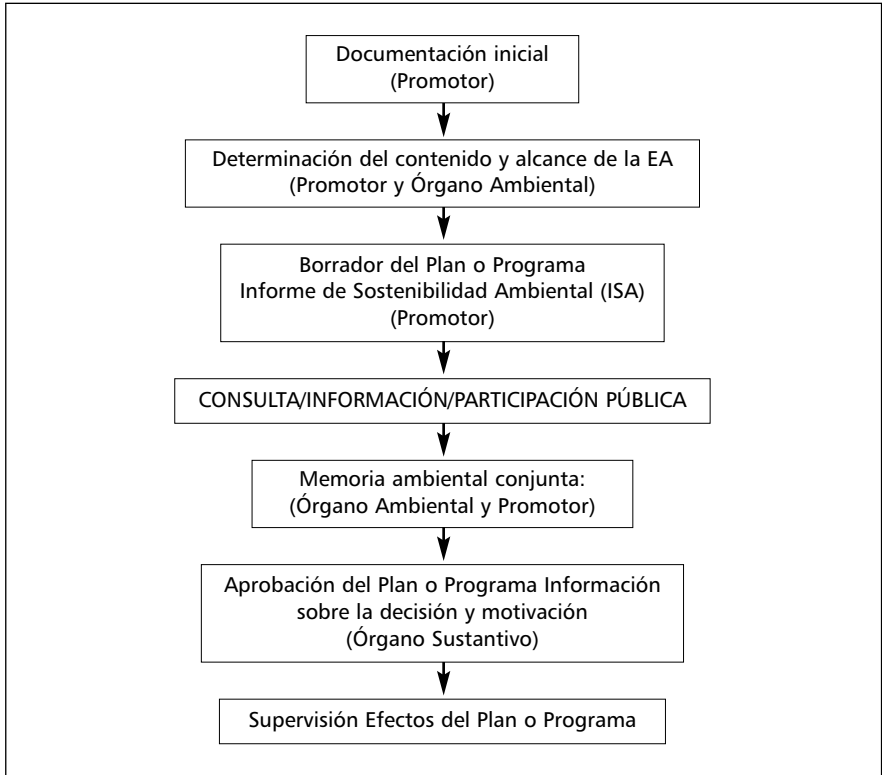 Documentación inicial
(Promotor)
Determinación del contenido y alcance de la EA
(Promotor y Órgano Ambiental)
Borrador del Plan o Programa
Informe de Sostenibilidad Ambiental (ISA)
(Promotor)
CONSULTA/INFORMACIÓN/PARTICIPACIÓN PÚBLICA
Memoria ambiental conjunta:
(Órgano Ambiental y Promotor)
Aprobación del Plan o Programa Información
sobre la decisión y motivación
(Órgano Sustantivo)
Supervisión Efectos del Plan o Programa